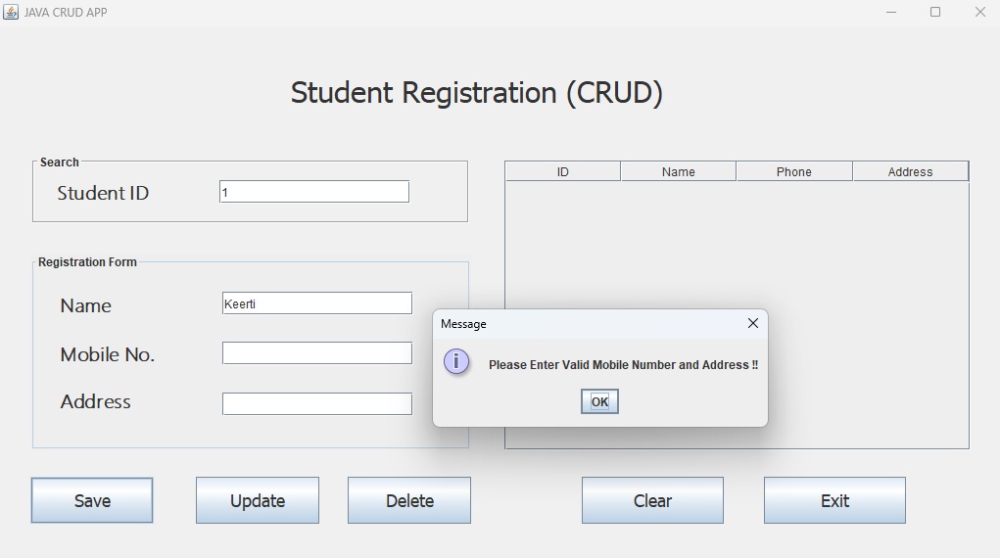 JAVA CRUD APP
Student Registration (CRUD)
Search
Student ID 1
ID Name Phone Address
Registration Form
Name Keerti
Mobile No.
Address
Message
i Please Enter Valid Mobile Number and Address !!
OK
Save Update Delete Clear Exit